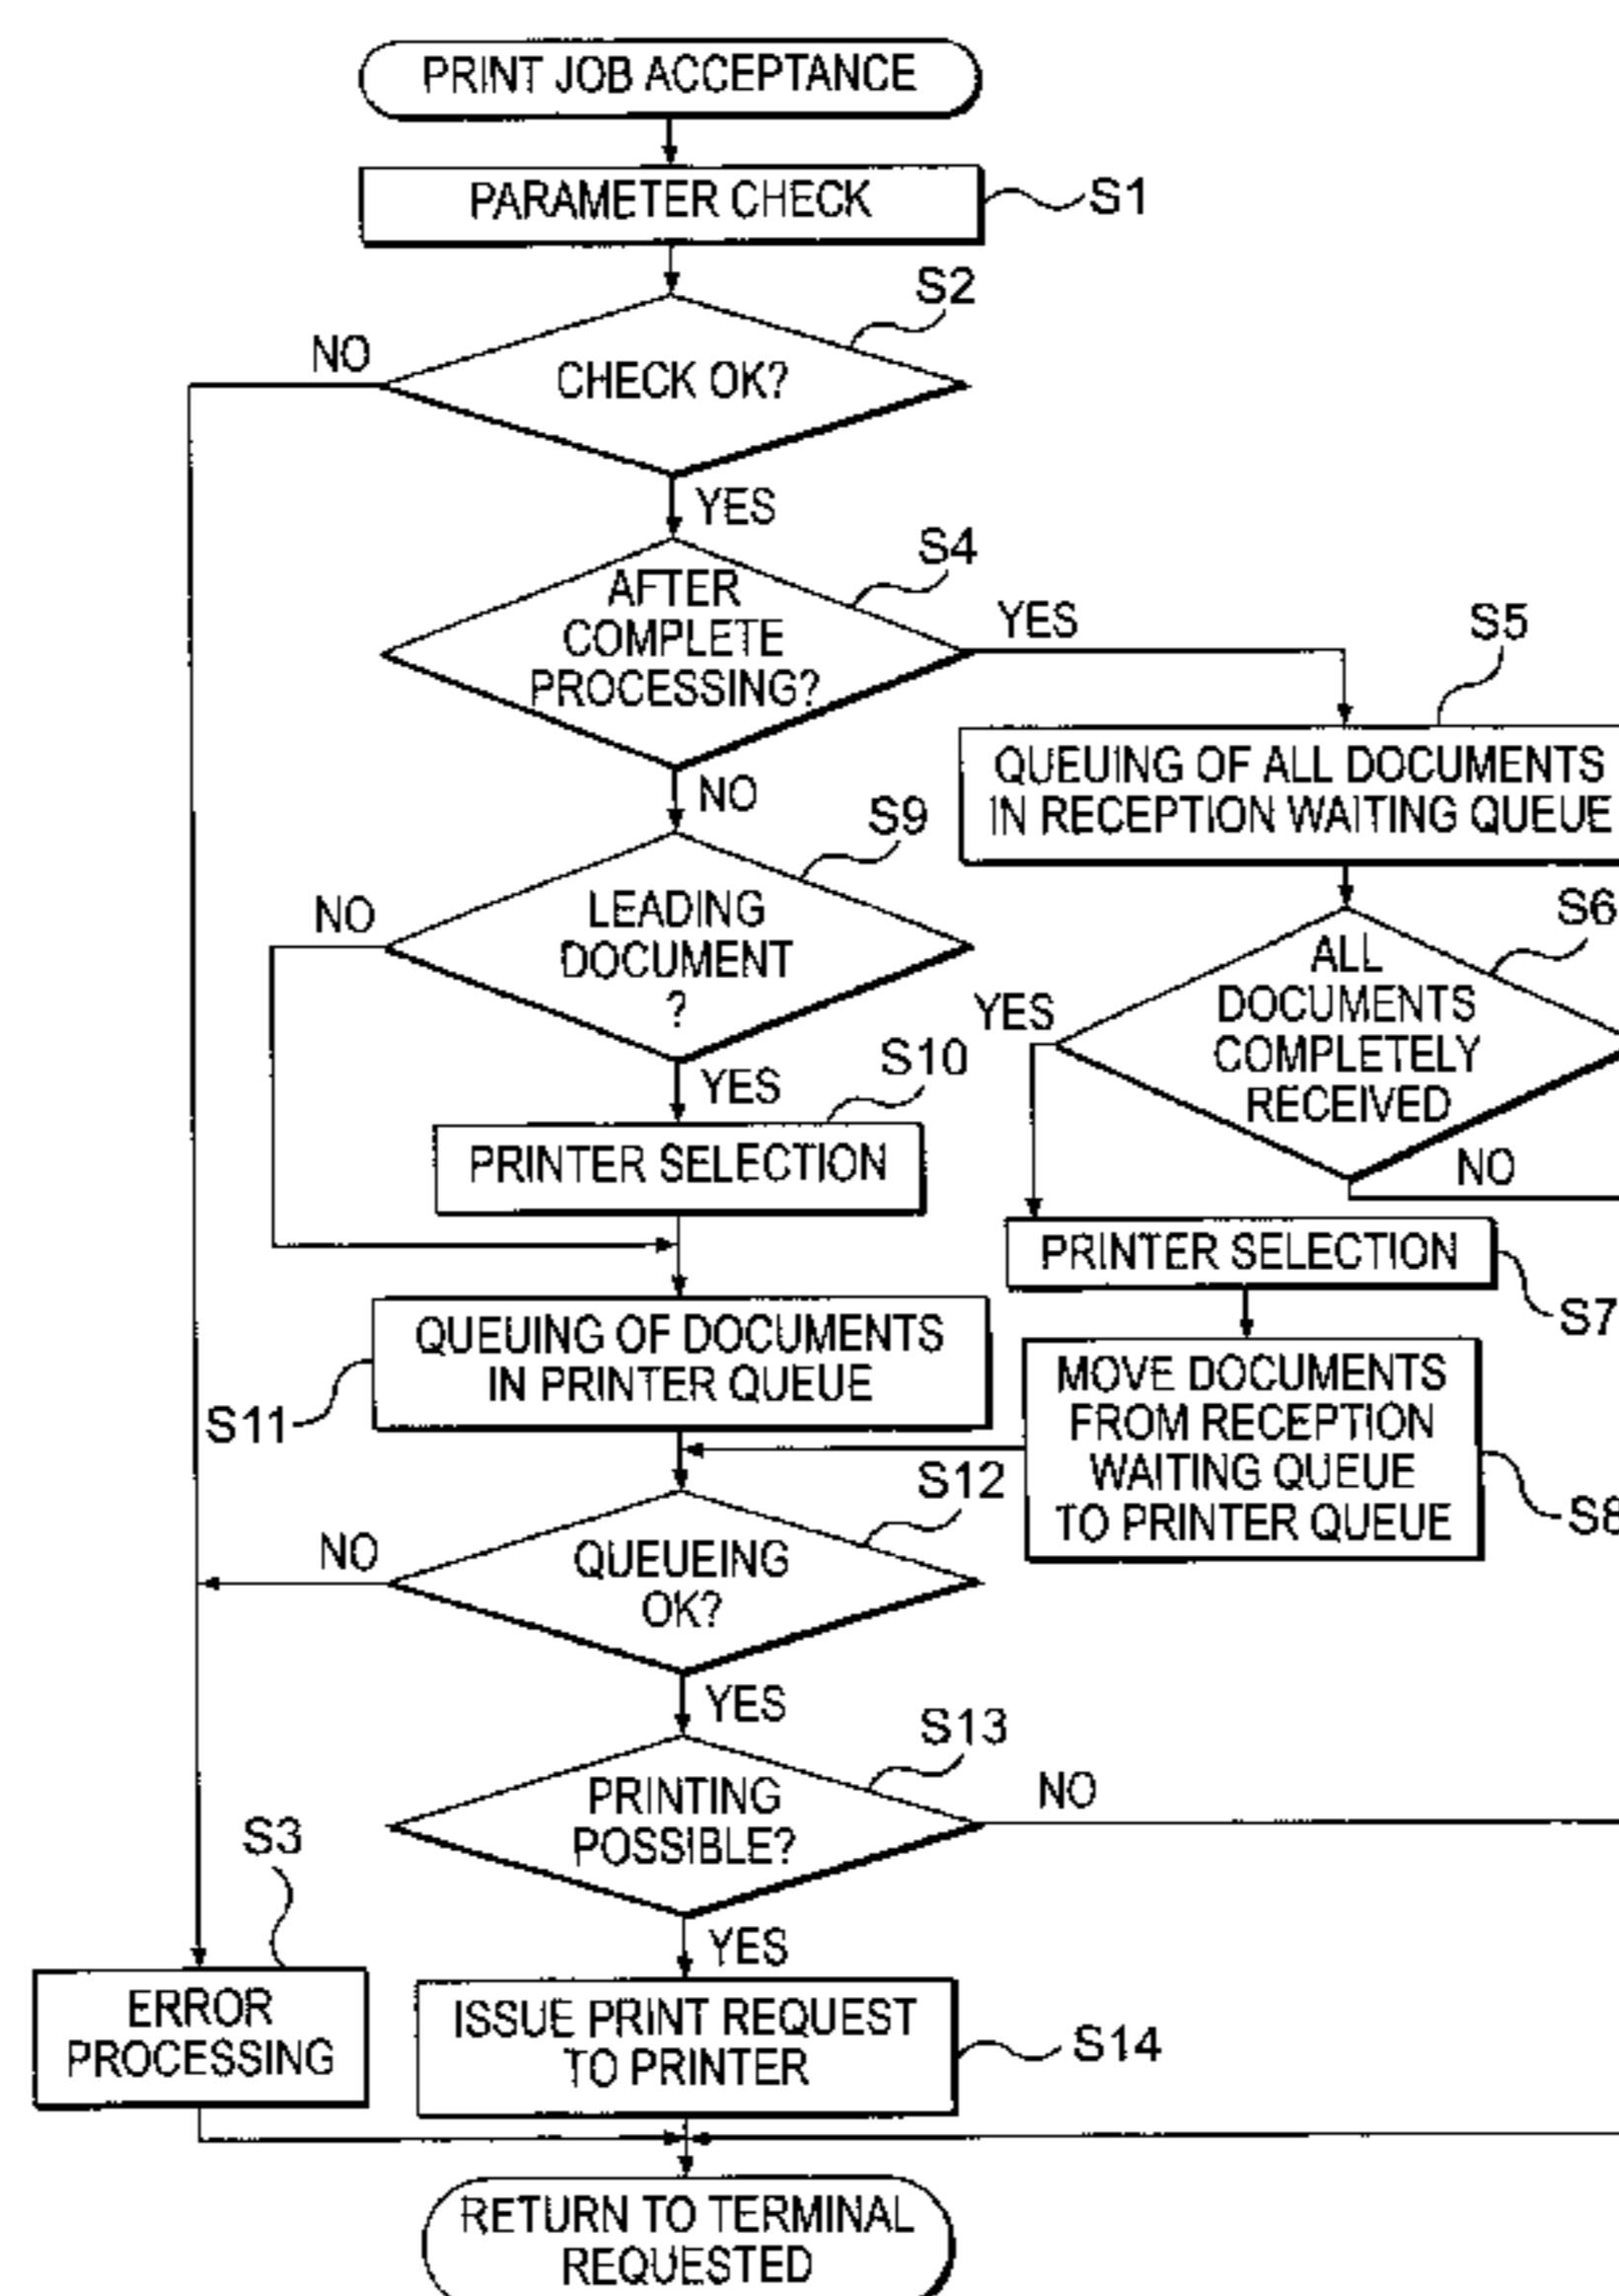 PRINT JOB ACCEPTANCE
PARAMETER CHECK
S1
S2
NO
CHECK OK?
YES
S4
AFTER
COMPLETE
PROCESSING?
YES
S5
QUEUING OF ALL DOCUMENTS
IN RECEPTION WAITING QUEUE
NO
S9
LEADING
DOCUMENT
?
NO
S6
ALL
DOCUMENTS
COMPLETELY
RECEIVED
YES
NO
YES
S10
PRINTER SELECTION
PRINTER SELECTION
S7
QUEUING OF DOCUMENTS
IN PRINTER QUEUE
S11
MOVE DOCUMENTS
FROM RECEPTION
WAITING QUEUE
TO PRINTER QUEUE
S8
S12
NO
QUEUEING
OK?
YES
S13
PRINTING
POSSIBLE?
NO
YES
S3
ERROR
PROCESSING
ISSUE PRINT REQUEST
TO PRINTER
S14
RETURN TO TERMINAL
REQUESTED